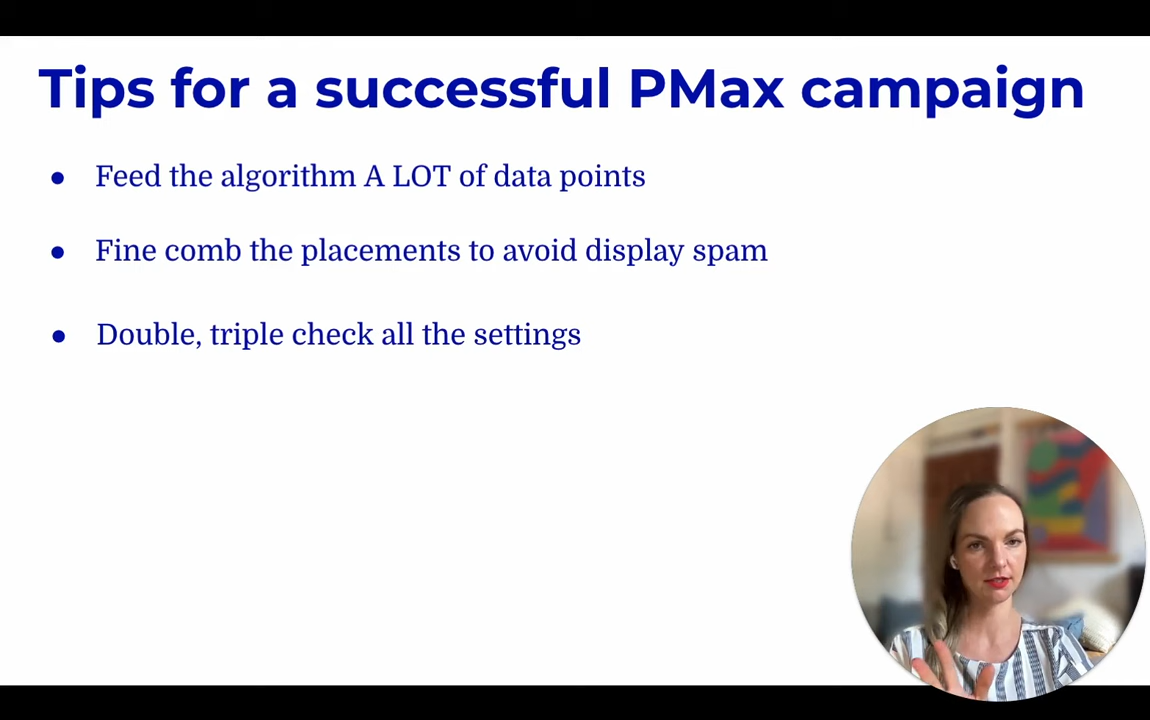 Tips for a successful PMax campaign
● Feed the algorithm A LOT of data points
● Fine comb the placements to avoid display spam
● Double, triple check all the settings